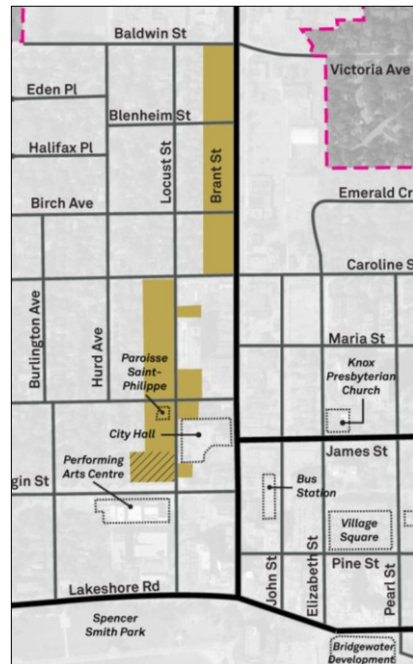 Baldwin St
Victoria Ave
Eden Pl
Blenheim St
Halifax Pl
Locust St
Brant St
Birch Ave
Emerald Cr
Caroline S
Burlington Ave
Hurd Ave
Maria St
Paroisse
Saint-
Philippe
Knox
Presbyterian
Church
City Hall
James St
Performing
Arts Centre
gin St
Bus
Station
Village
Square
John St
Elizabeth St
Pine St
Pearl St
Lakeshore Rd
Spencer
Smith Park
Bridgewater
Development